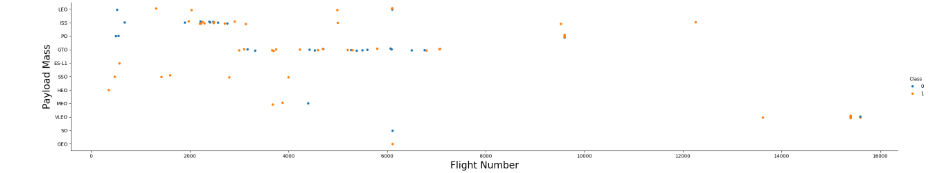 LEO
ISS
PO
GTO
ES-L1
SSO
HEO
MEO
VLEO
SO
GEO
Payload Mass
0 2000 4000 6000 8000 10000 12000 14000 16000
Flight Number
Class
0
1